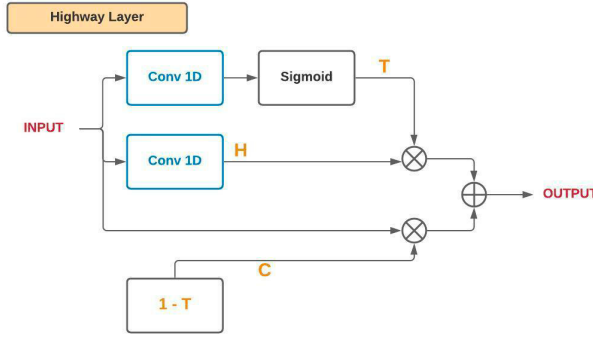 Highway Layer
T
Conv 1D
Sigmoid
INPUT
Conv 1D
H
OUTPUT
C
1 - T